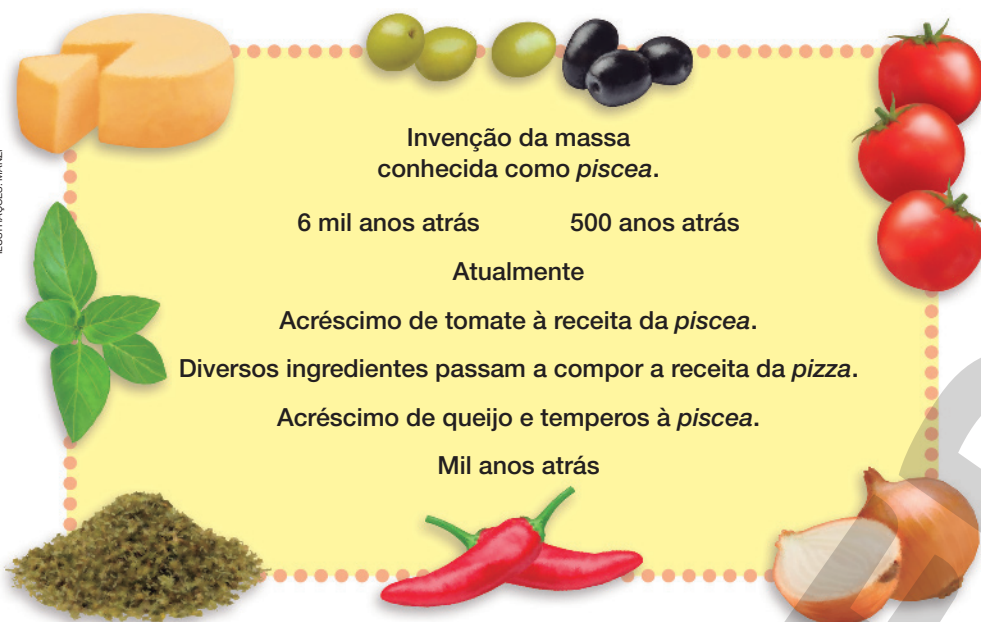 Invenção da massa
conhecida como piscea.
6 mil anos atrás 500 anos atrás
Atualmente
Acréscimo de tomate à receita da piscea.
Diversos ingredientes passam a compor a receita da pizza.
Acréscimo de queijo e temperos à piscea.
Mil anos atrás